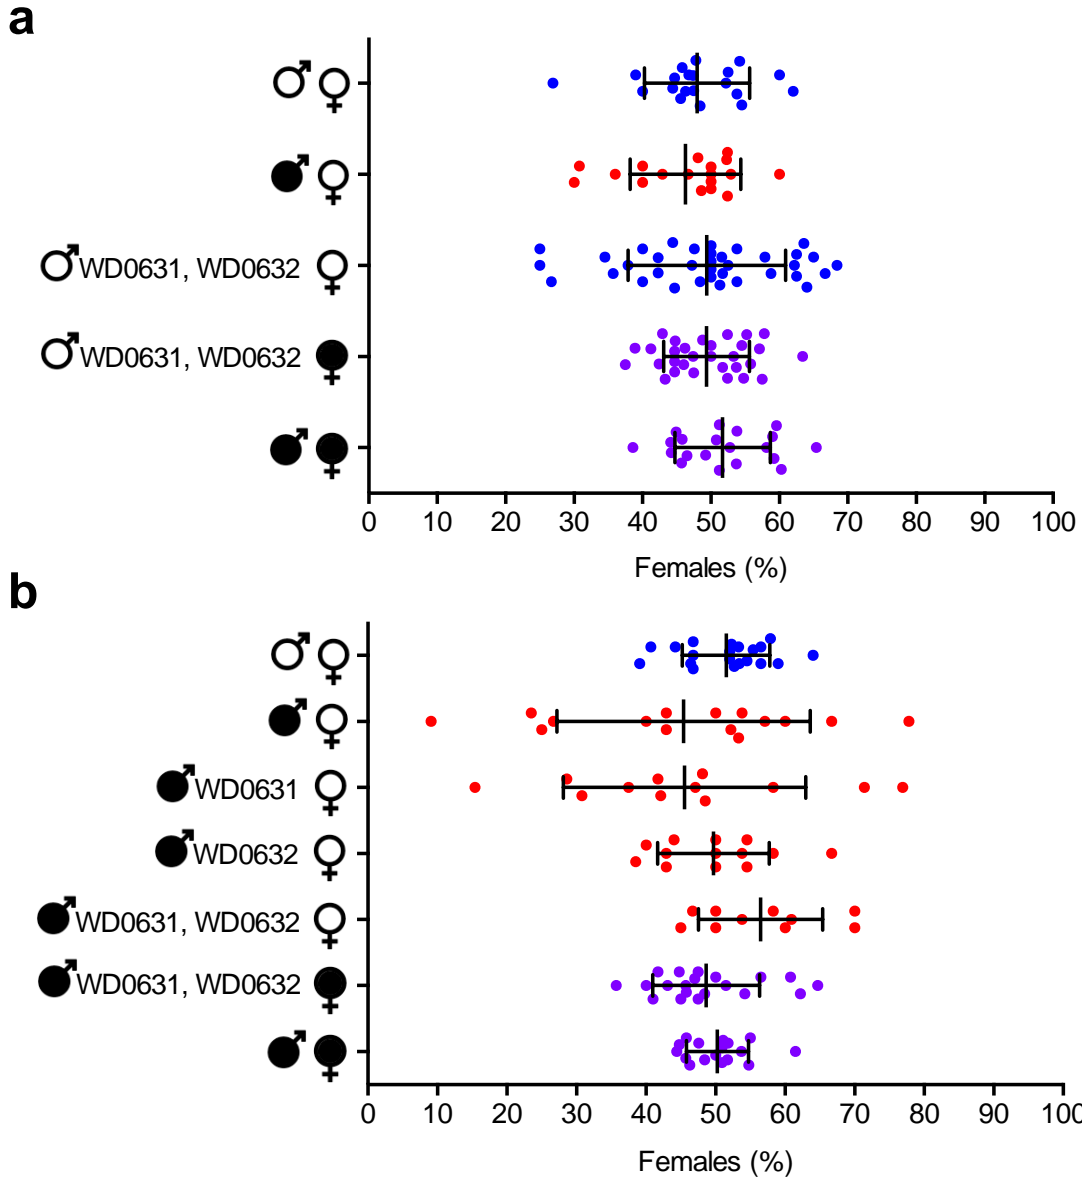 a
♂ ♀
♂ ♀
♂ WD0631, WD0632 ♀
♂ WD0631, WD0632 ♀
♂ ♀
0 10 20 30 40 50 60 70 80 90 100
Females (%)
b
♂ ♀
♂ ♀
♂ WD0631 ♀
♂ WD0632 ♀
♂ WD0631, WD0632 ♀
♂ WD0631, WD0632 ♀
♂ ♀
0 10 20 30 40 50 60 70 80 90 100
Females (%)